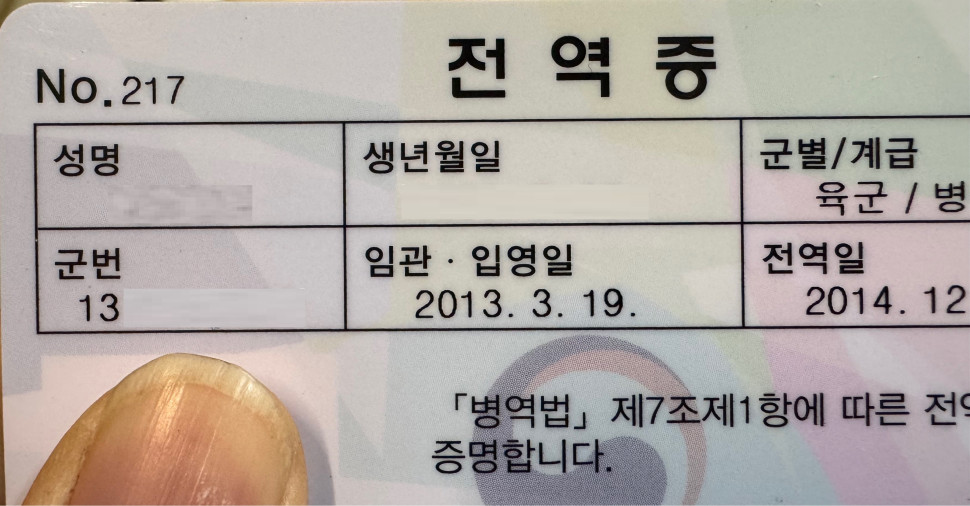 전역증
No. 217
성명 생년월일 군별/계급
육군 / 병
군번 임관 · 입영일 전역일
13 2013. 3. 19. 2014. 12
「병역법」 제7조제1항에 따른
증명합니다.